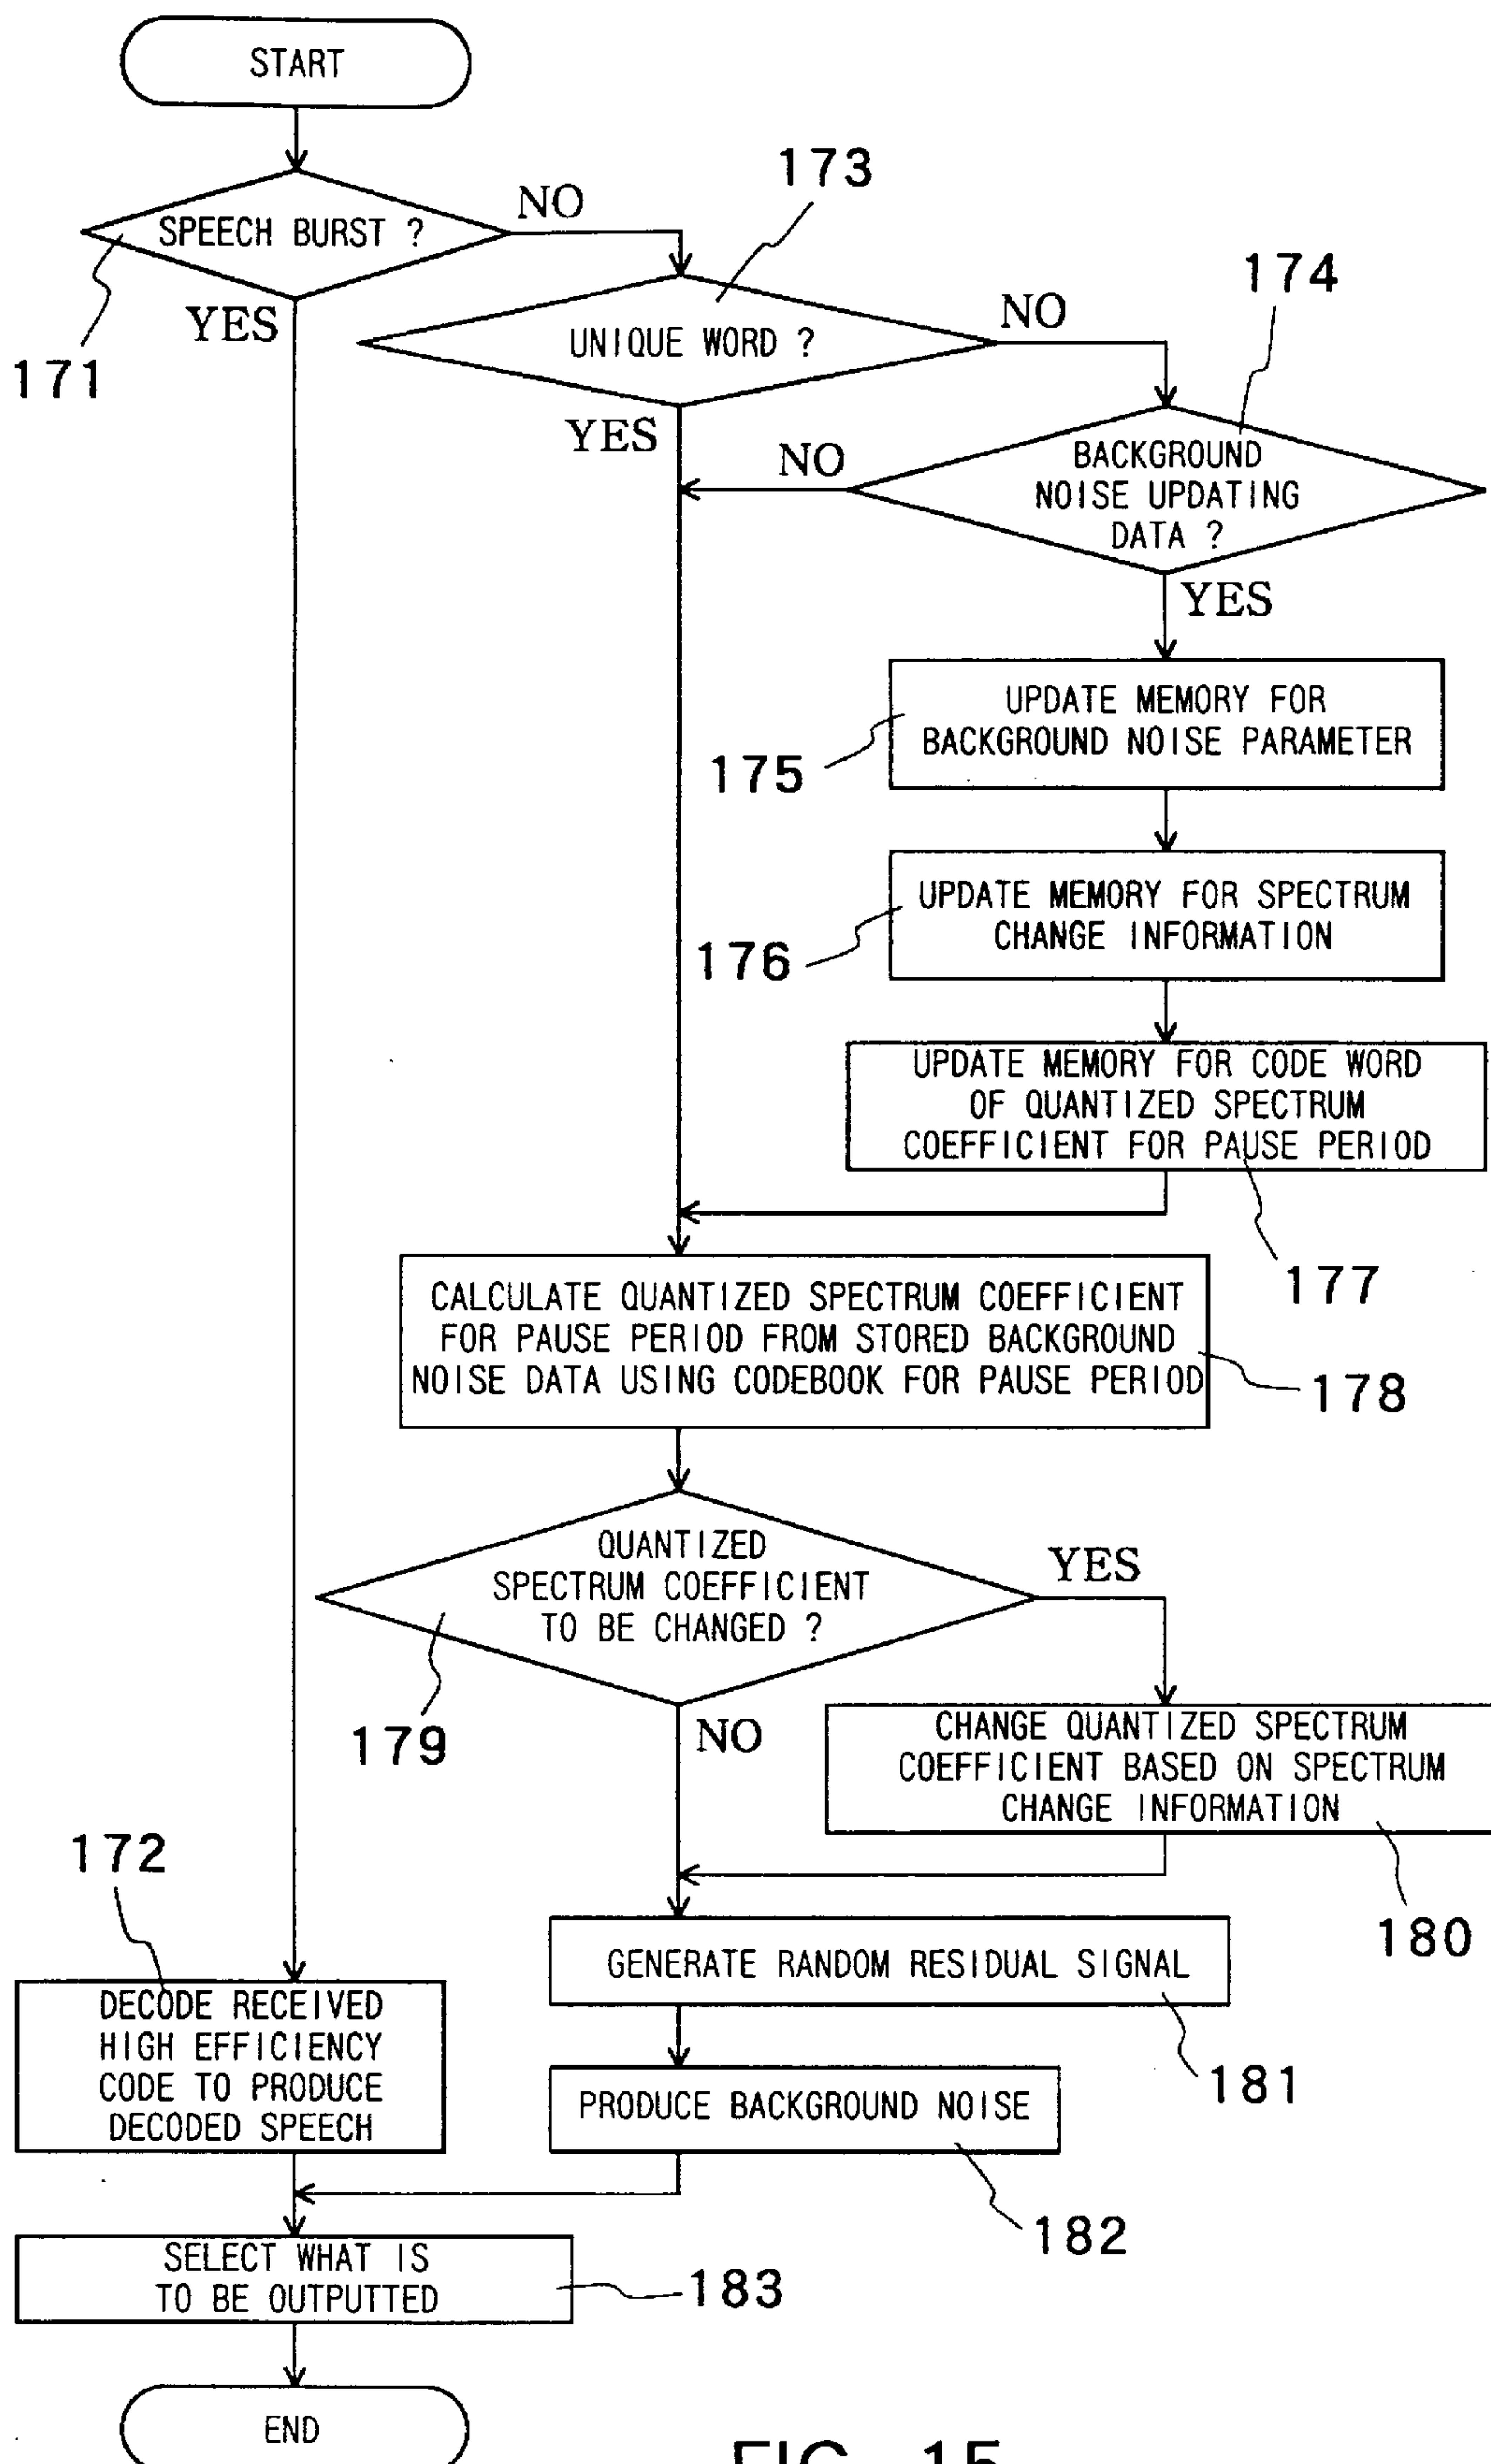 START
173
NO
SPEECH BURST ?
174
NO
YES
UNIQUE WORD ?
171
YES
NO
BACKGROUND
NOISE UPDATING
DATA ?
YES
UPDATE MEMORY FOR
BACKGROUND NOISE PARAMETER
175
UPDATE MEMORY FOR SPECTRUM
CHANGE INFORMATION
176
UPDATE MEMORY FOR CODE WORD
OF QUANTIZED SPECTRUM
COEFFICIENT FOR PAUSE PERIOD
177
CALCULATE QUANTIZED SPECTRUM COEFFICIENT
FOR PAUSE PERIOD FROM STORED BACKGROUND
NOISE DATA USING CODEBOOK FOR PAUSE PERIOD
178
QUANTIZED
SPECTRUM COEFFICIENT
TO BE CHANGED ?
YES
179
NO
CHANGE QUANTIZED SPECTRUM
COEFFICIENT BASED ON SPECTRUM
CHANGE INFORMATION
180
172
GENERATE RANDOM RESIDUAL SIGNAL
181
DECODE RECEIVED
HIGH EFFICIENCY
CODE TO PRODUCE
DECODED SPEECH
PRODUCE BACKGROUND NOISE
182
SELECT WHAT IS
TO BE OUTPUTTED
183
END
FIG. 15